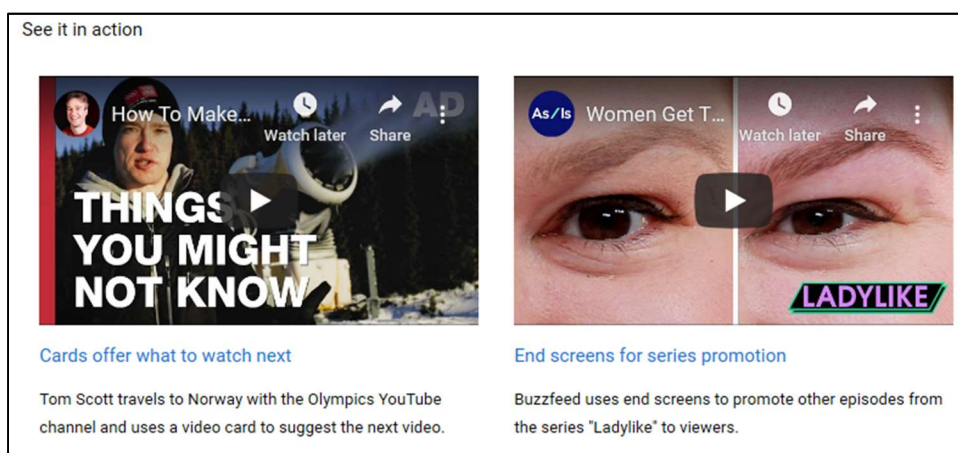 See it in action
How To Make...
Watch later
Share
AD
THINGS
YOU MIGHT
NOT KNOW
As/Is
Women Get T...
Watch later
Share
LADYLIKE
Cards offer what to watch next
End screens for series promotion
Tom Scott travels to Norway with the Olympics YouTube
channel and uses a video card to suggest the next video.
Buzzfeed uses end screens to promote other episodes from
the series "Ladylike" to viewers.